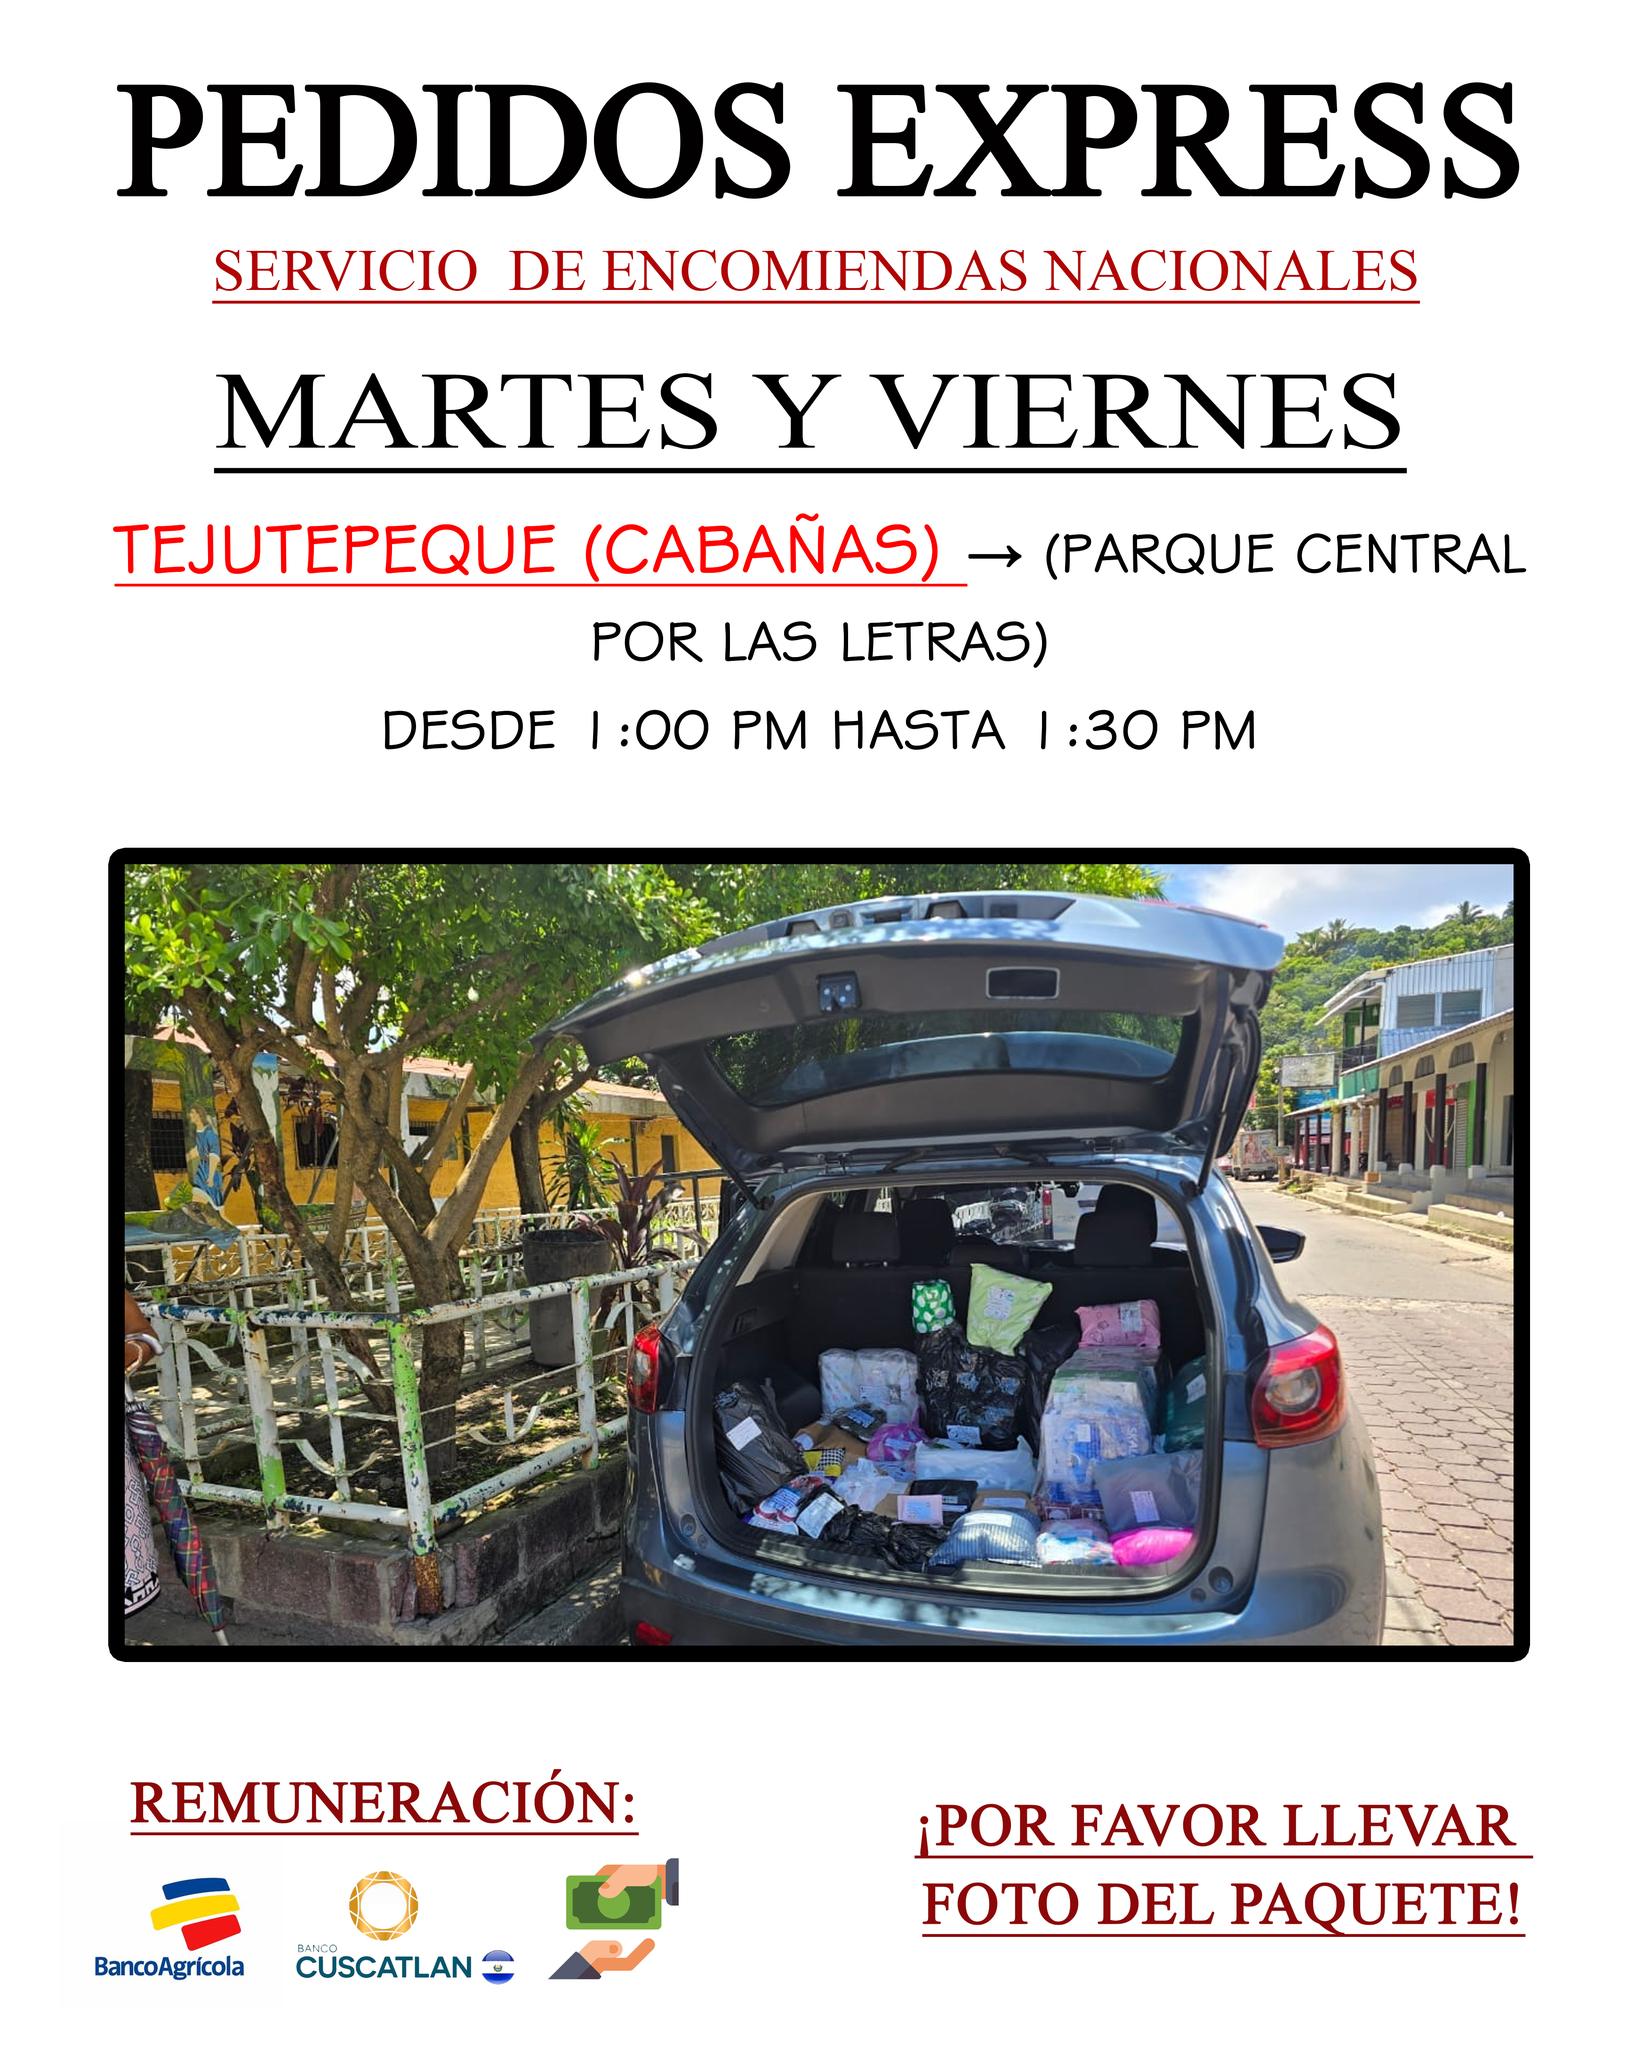 PEDIDOS EXPRESS
SERVICIO DE ENCOMIENDAS NACIONALES
MARTES Y VIERNES
TEJUTEPEQUE (CABAÑAS) → (PARQUE CENTRAL
POR LAS LETRAS)
DESDE 1:00 PM HASTA 1:30 PM
REMUNERACIÓN:
¡POR FAVOR LLEVAR
FOTO DEL PAQUETE!
BancoAgrícola
BANCO
CUSCATLAN